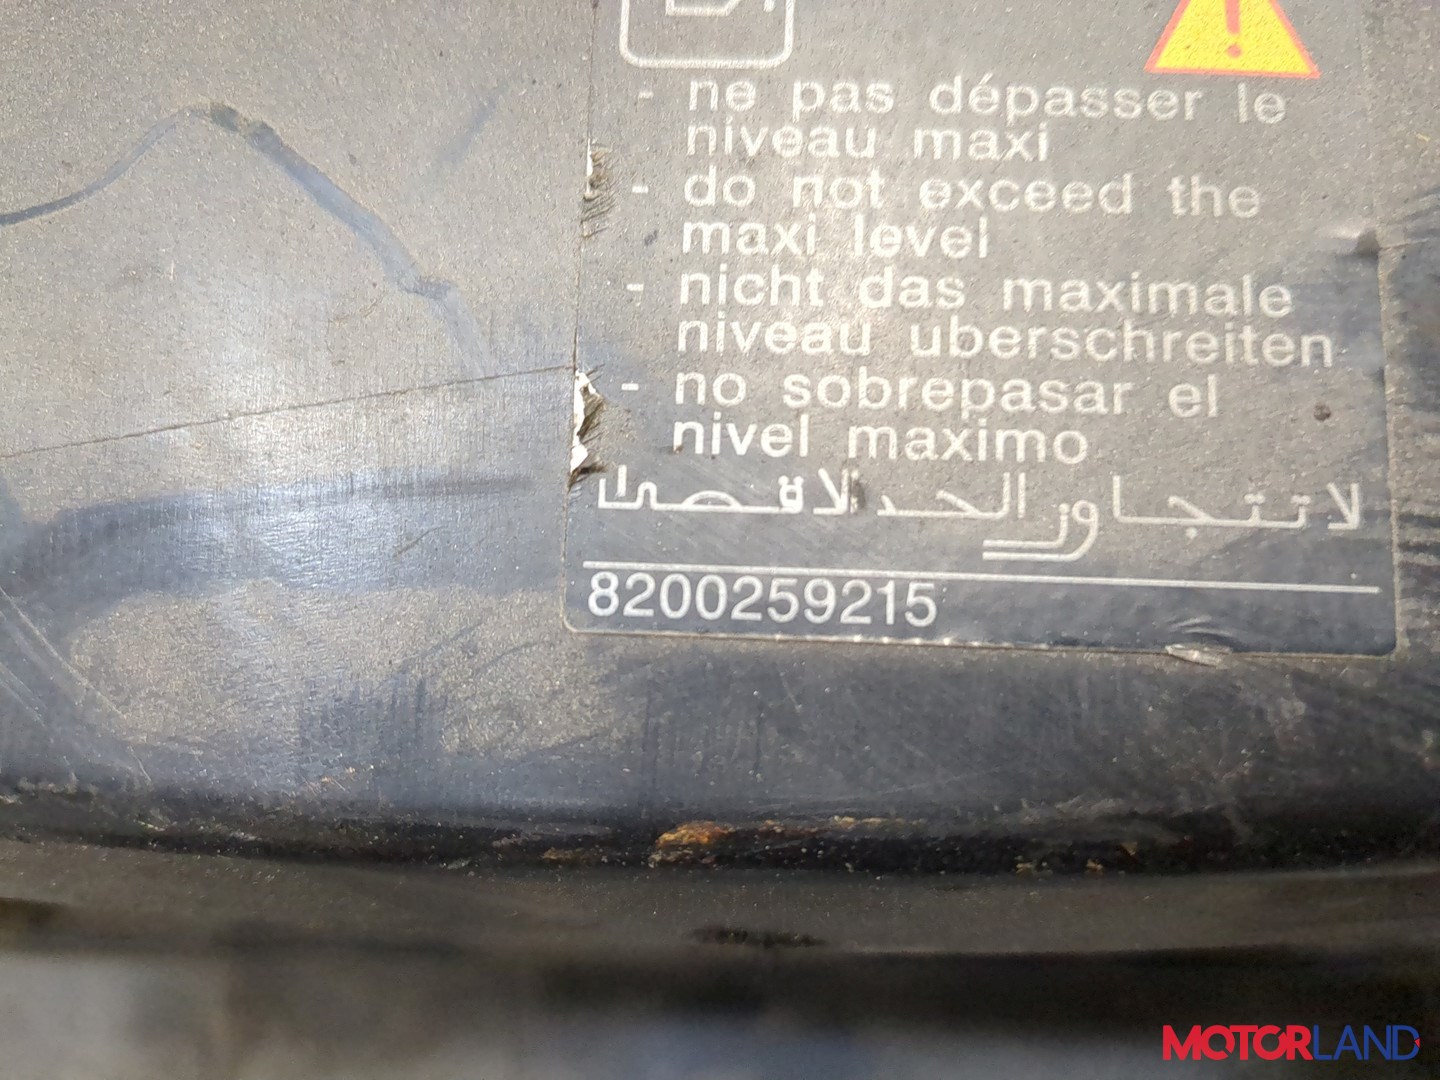 !
- ne pas dépasser le
niveau maxi
- do not exceed the
maxi level
- nicht das maximale
niveau uberschreiten
- no sobrepasar el
nivel maximo
لا تتجاوز الحد الاقصى
8200259215
MOTORLAND